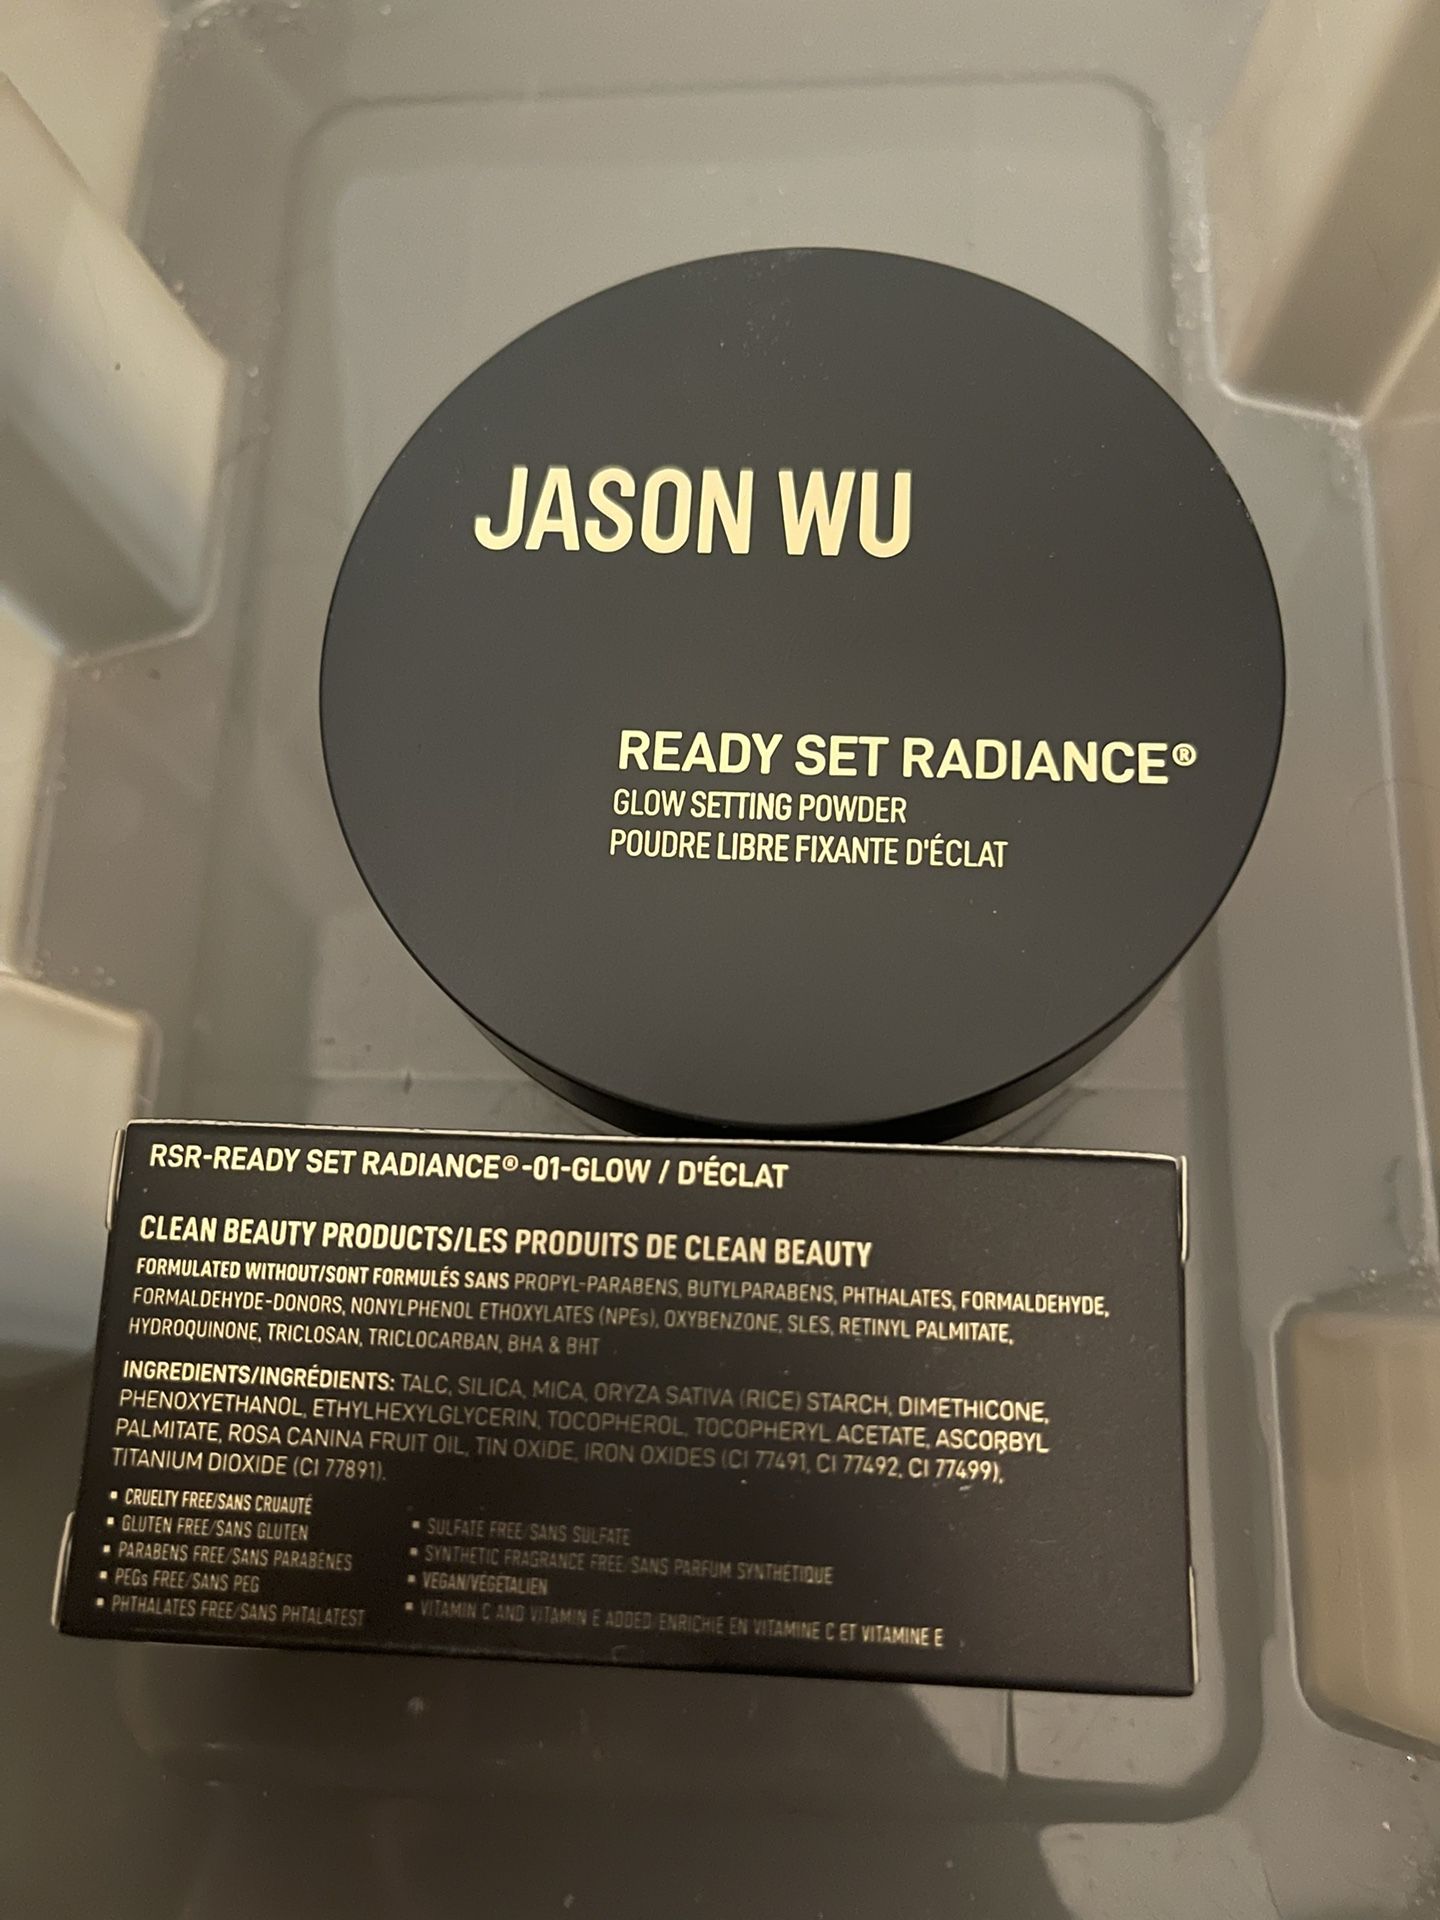 JASON WU
READY SET RADIANCE®
GLOW SETTING POWDER
POUDRE LIBRE FIXANTE D'ÉCLAT
RSR-READY SET RADIANCE®-01-GLOW / D'ÉCLAT
CLEAN BEAUTY PRODUCTS/LES PRODUITS DE CLEAN BEAUTY
FORMULATED WITHOUT/SONT FORMULÉS SANS PROPYL-PARABENS, BUTYLPARABENS, PHTHALATES, FORMALDEHYDE,
FORMALDEHYDE-DONORS, NONYLPHENOL ETHOXYLATES (NPEs), OXYBENZONE, SLES, RETINYL PALMITATE,
HYDROQUINONE, TRICLOSAN, TRICLOCARBAN, BHA & BHT
INGREDIENTS/INGRÉDIENTS: TALC, SILICA, MICA, ORYZA SATIVA (RICE) STARCH, DIMETHICONE,
PHENOXYETHANOL, ETHYLHEXYLGLYCERIN, TOCOPHEROL, TOCOPHERYL ACETATE, ASCORBYL
PALMITATE, ROSA CANINA FRUIT OIL, TIN OXIDE, IRON OXIDES (CI 77491, CI 77492, CI 77499),
TITANIUM DIOXIDE (CI 77891).
▪ CRUELTY FREE/SANS CRUAUTÉ
▪ GLUTEN FREE/SANS GLUTEN
▪ PARABENS FREE/SANS PARABÈNES
▪ PEGs FREE/SANS PEG
▪ PHTHALATES FREE/SANS PHTALATEST
▪ SULFATE FREE/SANS SULFATE
▪ SYNTHETIC FRAGRANCE FREE/SANS PARFUM SYNTHÉTIQUE
▪ VEGAN/VÉGÉTALIEN
▪ VITAMIN C AND VITAMIN E ADDED/ENRICHIE EN VITAMINE C ET VITAMINE E